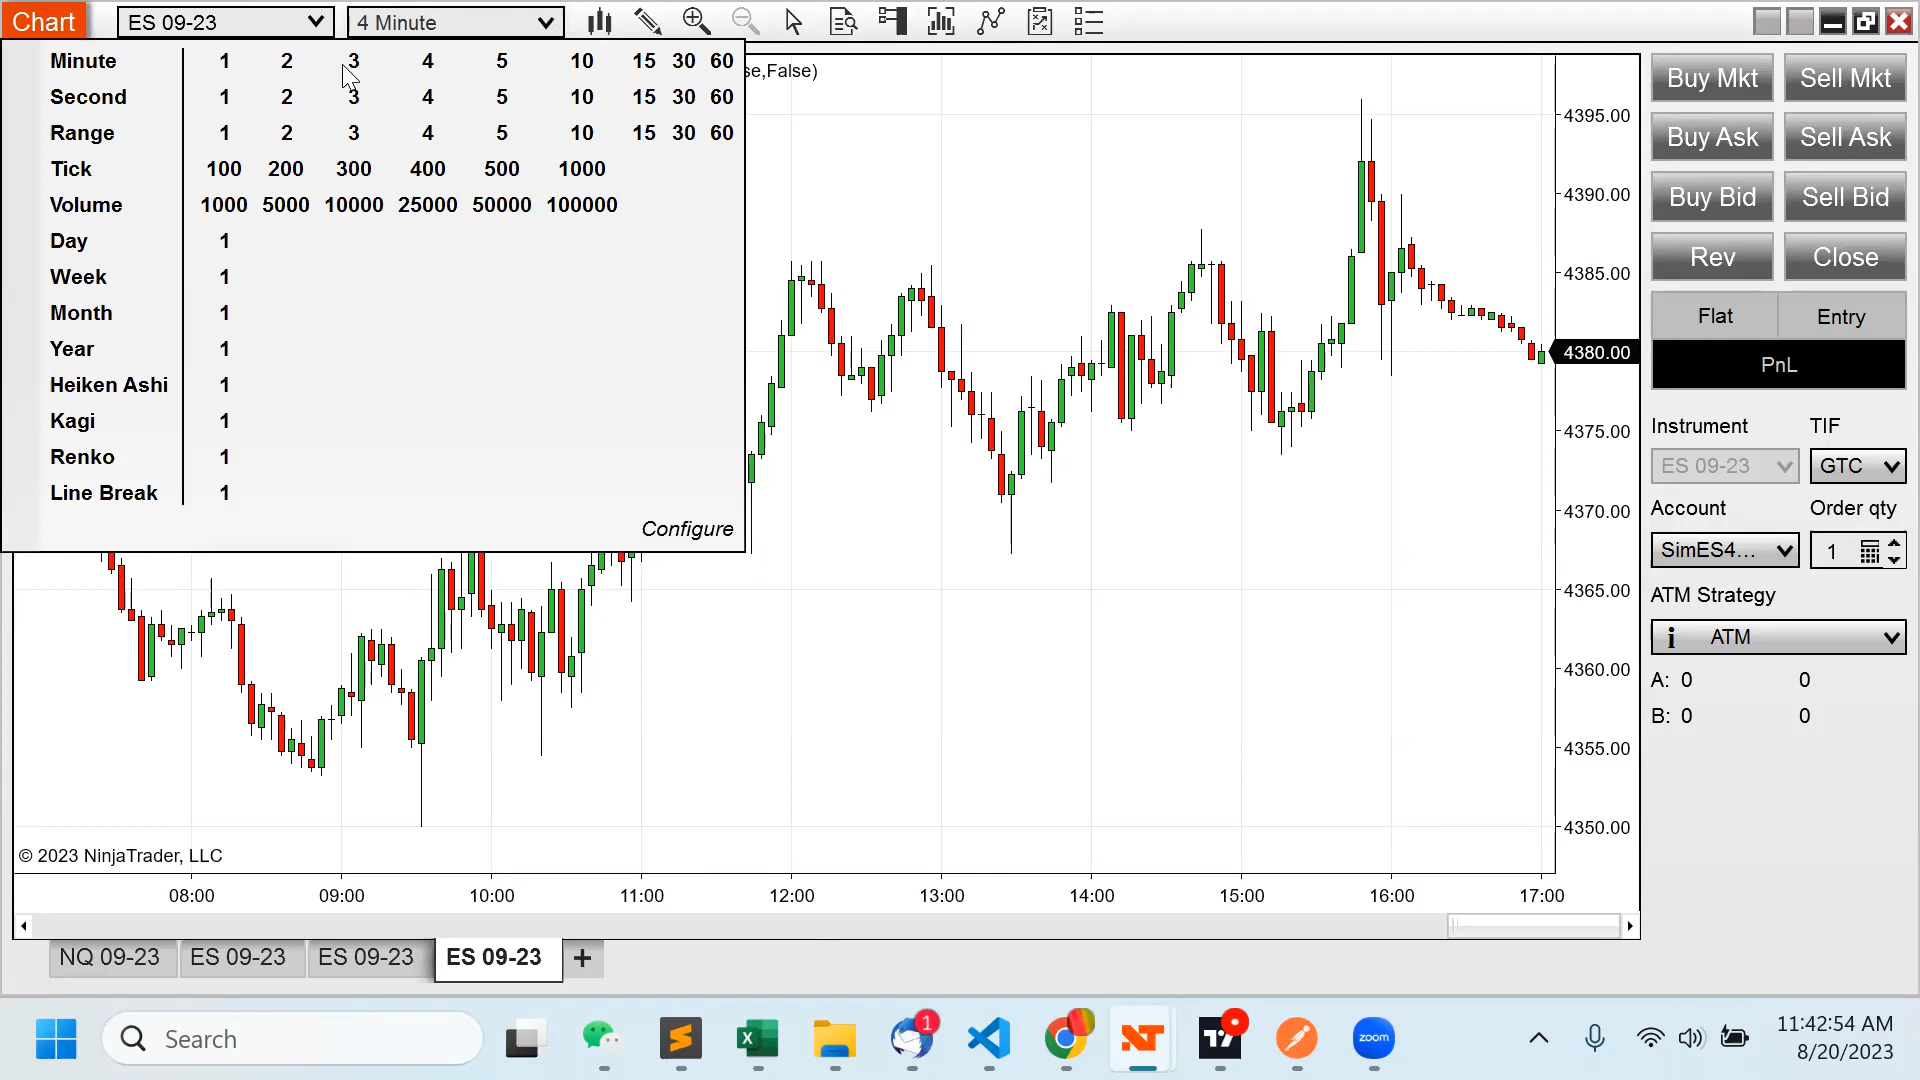 Chart ES 09-23 4 Minute
Minute 1 2 3 4 5 10 15 30 60
Second 1 2 3 4 5 10 15 30 60
Range 1 2 3 4 5 10 15 30 60
Tick 100 200 300 400 500 1000
Volume 1000 5000 10000 25000 50000 100000
Day 1
Week 1
Month 1
Year 1
Heiken Ashi 1
Kagi 1
Renko 1
Line Break 1
Configure
se,False)
4395.00
4390.00
4385.00
4380.00
4375.00
4370.00
4365.00
4360.00
4355.00
4350.00
© 2023 NinjaTrader, LLC
08:00 09:00 10:00 11:00 12:00 13:00 14:00 15:00 16:00 17:00
Buy Mkt Sell Mkt
Buy Ask Sell Ask
Buy Bid Sell Bid
Rev Close
Flat Entry
PnL
Instrument TIF
ES 09-23 GTC
Account Order qty
SimES4... 1
ATM Strategy
i ATM
A: 0 0
B: 0 0
NQ 09-23 ES 09-23 ES 09-23 ES 09-23 +
Search
1
zoom
11:42:54 AM
8/20/2023